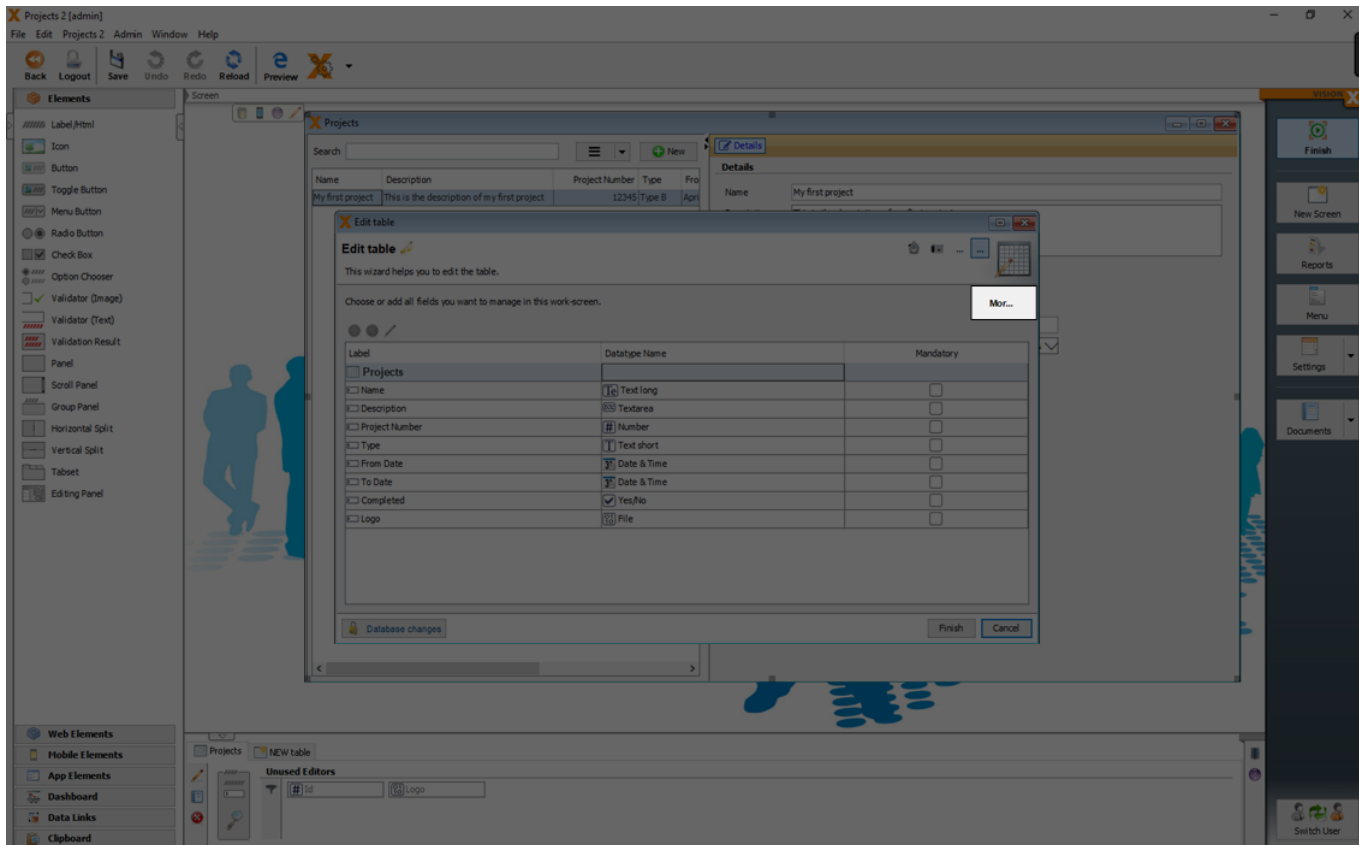 Projects 2 [admin]
File Edit Projects 2 Admin Window Help
Back Logout Save Undo Redo Reload Preview
Elements
Label/Html
Icon
Button
Toggle Button
Menu Button
Radio Button
Check Box
Option Chooser
Validator (Image)
Validator (Text)
Validation Result
Panel
Scroll Panel
Group Panel
Horizontal Split
Vertical Split
Tabset
Editing Panel
Web Elements
Mobile Elements
App Elements
Dashboard
Data Links
Clipboard
Screen
Projects
Search
New
Name Description Project Number Type Fro
My first project This is the description of my first project 12345 Type B Apri
Details
Details
Name My first project
Edit table
Edit table
This wizard helps you to edit the table.
Mor...
Choose or add all fields you want to manage in this work-screen.
Label Datatype Name Mandatory
Projects
Name Text long
Description Textarea
Project Number Number
Type Text short
From Date Date & Time
To Date Date & Time
Completed Yes/No
Logo File
Database changes Finish Cancel
Projects NEW table
Unused Editors
Id Logo
VISION X
Finish
New Screen
Reports
Menu
Settings
Documents
Switch User